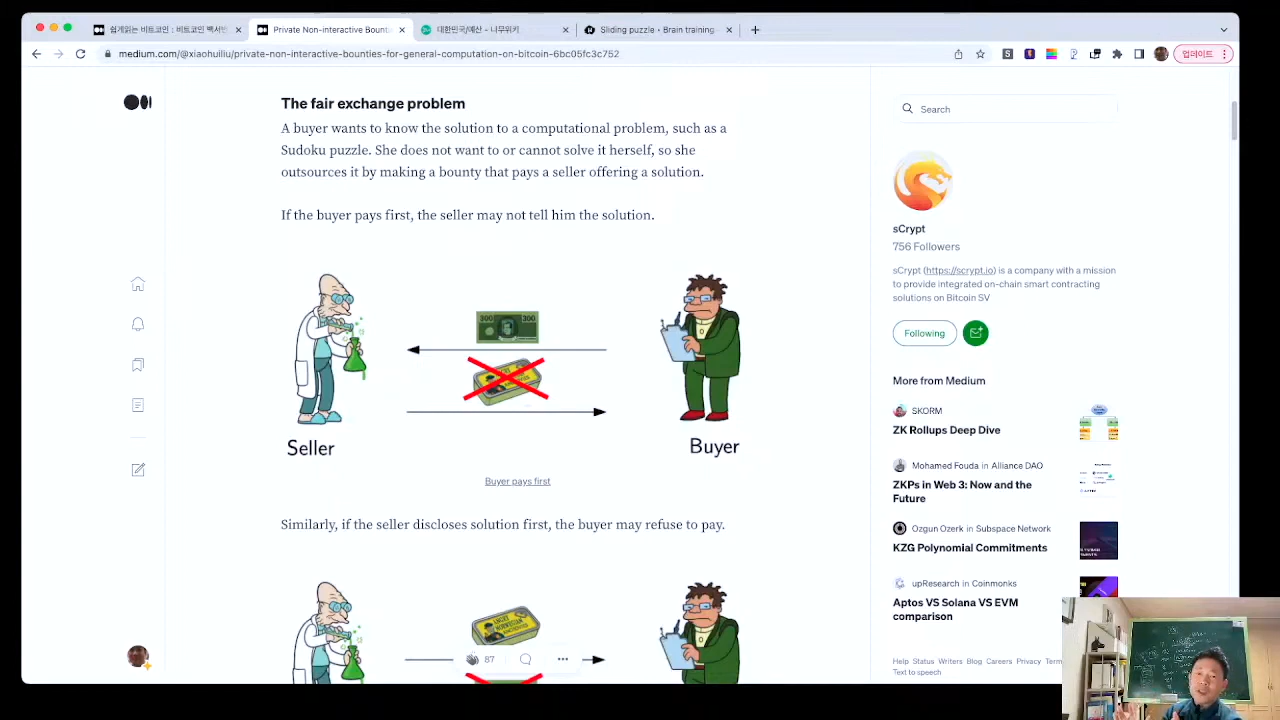 쉽게읽는 비트코인 : 비트코인 백서번
Private Non-interactive Bount
대한민국/예산 - 나무위키
Sliding puzzle • Brain training
medium.com/@xiaohuiliu/private-non-interactive-bounties-for-general-computation-on-bitcoin-6bc05fc3c752
업데이트
The fair exchange problem
A buyer wants to know the solution to a computational problem, such as a
Sudoku puzzle. She does not want to or cannot solve it herself, so she
outsources it by making a bounty that pays a seller offering a solution.
If the buyer pays first, the seller may not tell him the solution.
300 300
Seller
Buyer
Buyer pays first
Similarly, if the seller discloses solution first, the buyer may refuse to pay.
87
Search
sCrypt
756 Followers
sCrypt (https://scrypt.io) is a company with a mission
to provide integrated on-chain smart contracting
solutions on Bitcoin SV
Following
More from Medium
SKORM
ZK Rollups Deep Dive
Mohamed Fouda in Alliance DAO
ZKPs in Web 3: Now and the
Future
Ozgun Ozerk in Subspace Network
KZG Polynomial Commitments
upResearch in Coinmonks
Aptos VS Solana VS EVM
comparison
Help Status Writers Blog Careers Privacy Term
Text to speech